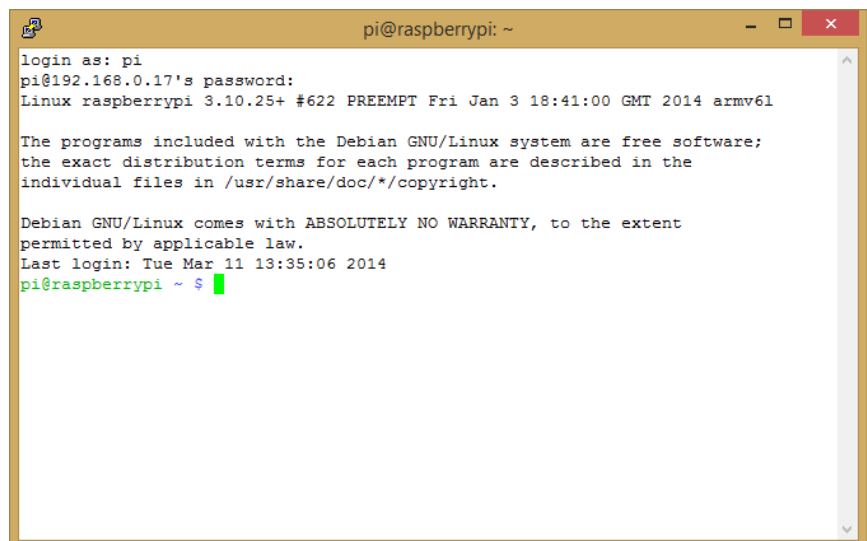 pi@raspberrypi: ~
login as: pi
pi@192.168.0.17's password:
Linux raspberrypi 3.10.25+ #622 PREEMPT Fri Jan 3 18:41:00 GMT 2014 armv6l
The programs included with the Debian GNU/Linux system are free software;
the exact distribution terms for each program are described in the
individual files in /usr/share/doc/*/copyright.
Debian GNU/Linux comes with ABSOLUTELY NO WARRANTY, to the extent
permitted by applicable law.
Last login: Tue Mar 11 13:35:06 2014
pi@raspberrypi ~ $